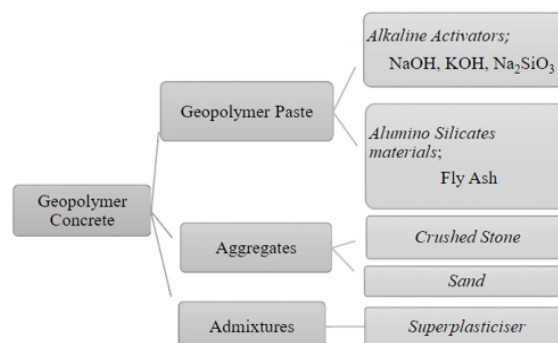 Alkaline Activators;
NaOH, KOH, Na₂SiO₃
Geopolymer Paste
Alumino Silicates
materials;
Fly Ash
Geopolymer
Concrete
Crushed Stone
Aggregates
Sand
Admixtures
Superplasticiser